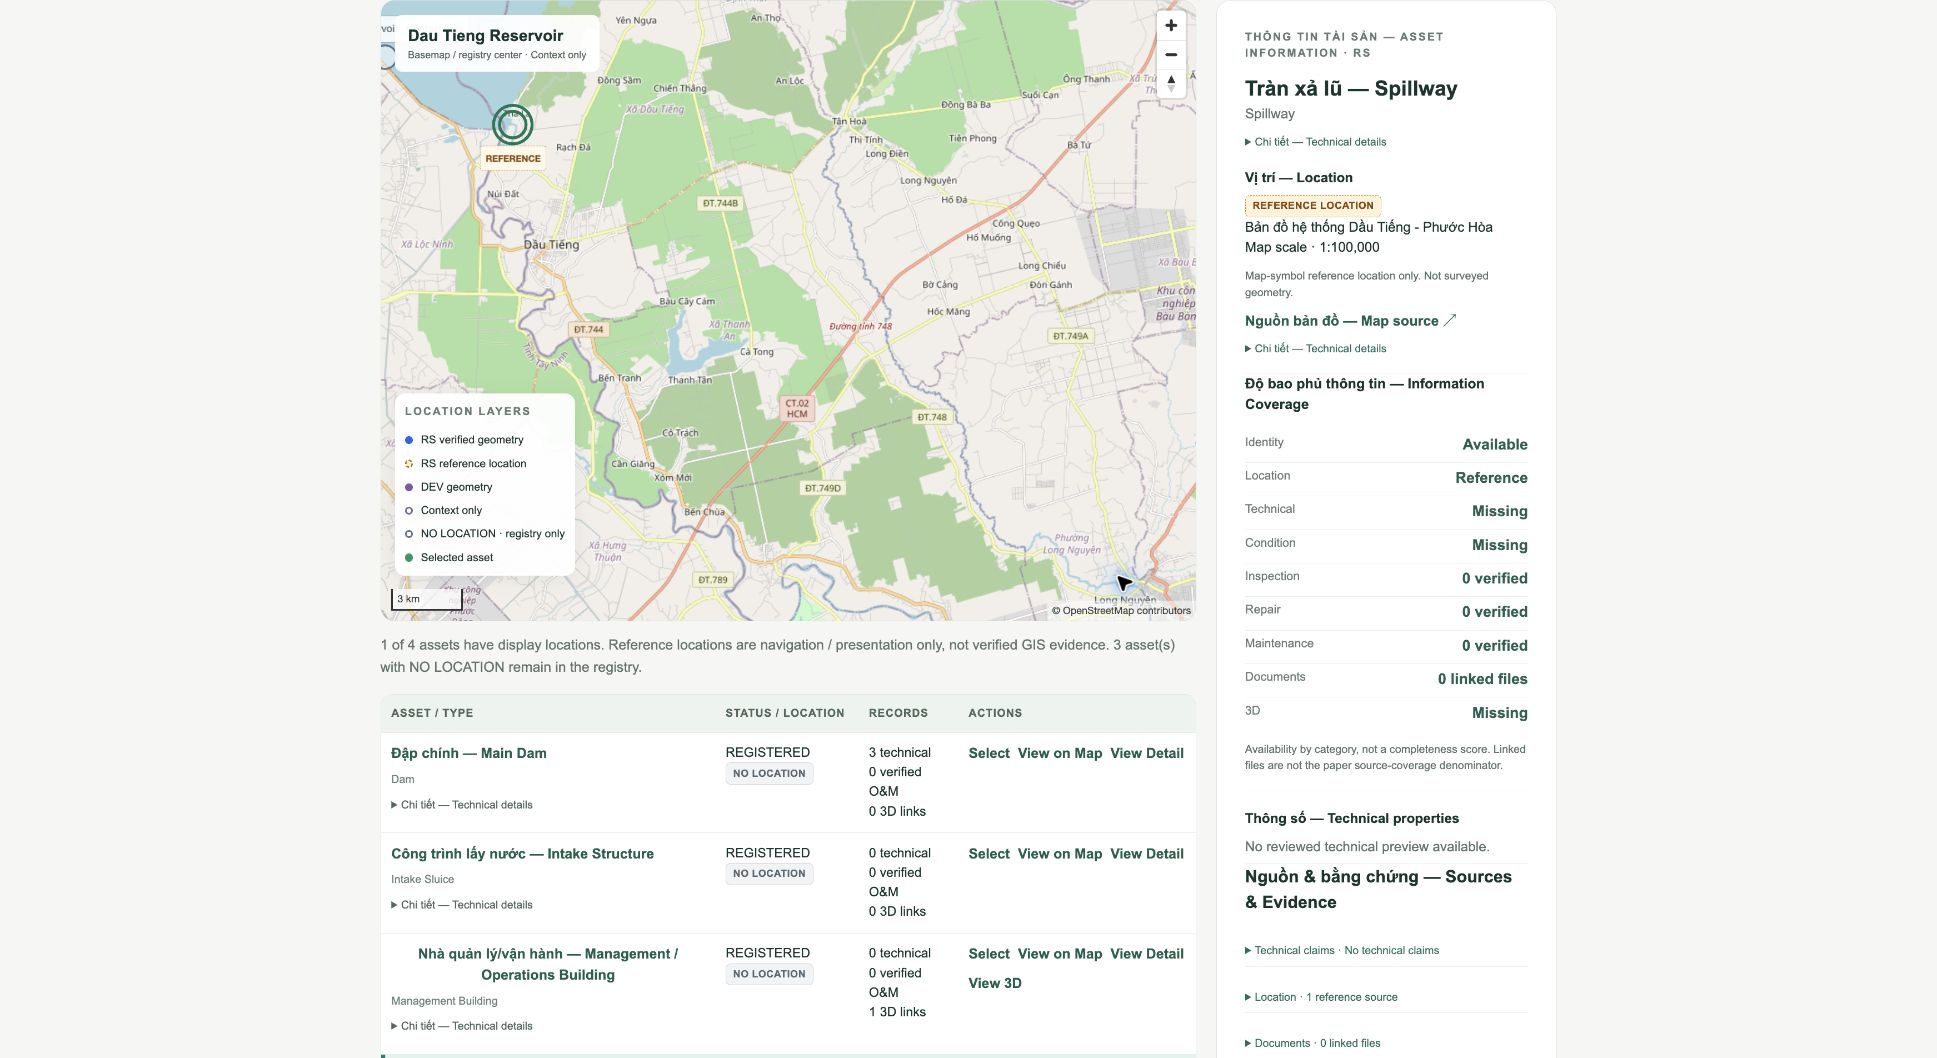 Dau Tieng Reservoir
Basemap / registry center · Context only
Yên Ngựa
An Thọ
Đồng Sầm
Chiến Thắng
An Lộc
Ông Thanh
Suối Cạn
Xã Dầu Tiếng
Đồng Bà Ba
Tân Hoà
Thị Tính
Tiên Phong
Bà Tứ
Long Điền
REFERENCE
Rạch Đá
Núi Đất
Long Nguyên
Hố Đá
ĐT.744B
Công Quẹo
Hố Muống
Xã Lộc Ninh
Dầu Tiếng
Long Chiểu
Xã Bàu B
Bờ Cảng
Đòn Gánh
Khu cô
nghiệp
Bàu Bàn
Bàu Cây Cám
Hốc Măng
ĐT.744
Xã Thanh
An
Đường tỉnh 748
ĐT.749A
Tỉnh Tây Ninh
Cà Tong
Bến Tranh
Thanh Tân
CT.02
HCM
ĐT.748
Cỏ Trách
Cần Giăng
Xóm Mới
ĐT.749D
Bến Chùa
Xã Hưng
Thuận
Phường
Long Nguyên
ĐT.789
Long Nguyên
LOCATION LAYERS
RS verified geometry
RS reference location
DEV geometry
Context only
NO LOCATION · registry only
Selected asset
3 km
© OpenStreetMap contributors
1 of 4 assets have display locations. Reference locations are navigation / presentation only, not verified GIS evidence. 3 asset(s)
with NO LOCATION remain in the registry.
ASSET / TYPE STATUS / LOCATION RECORDS ACTIONS
Đập chính — Main Dam REGISTERED 3 technical Select View on Map View Detail
Dam NO LOCATION 0 verified
O&M
▶ Chi tiết — Technical details 0 3D links
Công trình lấy nước — Intake Structure REGISTERED 0 technical Select View on Map View Detail
Intake Sluice NO LOCATION 0 verified
O&M
▶ Chi tiết — Technical details 0 3D links
Nhà quản lý/vận hành — Management / REGISTERED 0 technical Select View on Map View Detail
Operations Building NO LOCATION 0 verified View 3D
Management Building O&M
1 3D links
▶ Chi tiết — Technical details
THÔNG TIN TÀI SẢN — ASSET
INFORMATION · RS
Tràn xả lũ — Spillway
Spillway
▶ Chi tiết — Technical details
Vị trí — Location
REFERENCE LOCATION
Bản đồ hệ thống Dầu Tiếng - Phước Hòa
Map scale · 1:100,000
Map-symbol reference location only. Not surveyed
geometry.
Nguồn bản đồ — Map source ↗
▶ Chi tiết — Technical details
Độ bao phủ thông tin — Information
Coverage
Identity Available
Location Reference
Technical Missing
Condition Missing
Inspection 0 verified
Repair 0 verified
Maintenance 0 verified
Documents 0 linked files
3D Missing
Availability by category, not a completeness score. Linked
files are not the paper source-coverage denominator.
Thông số — Technical properties
No reviewed technical preview available.
Nguồn & bằng chứng — Sources
& Evidence
▶ Technical claims · No technical claims
▶ Location · 1 reference source
▶ Documents · 0 linked files